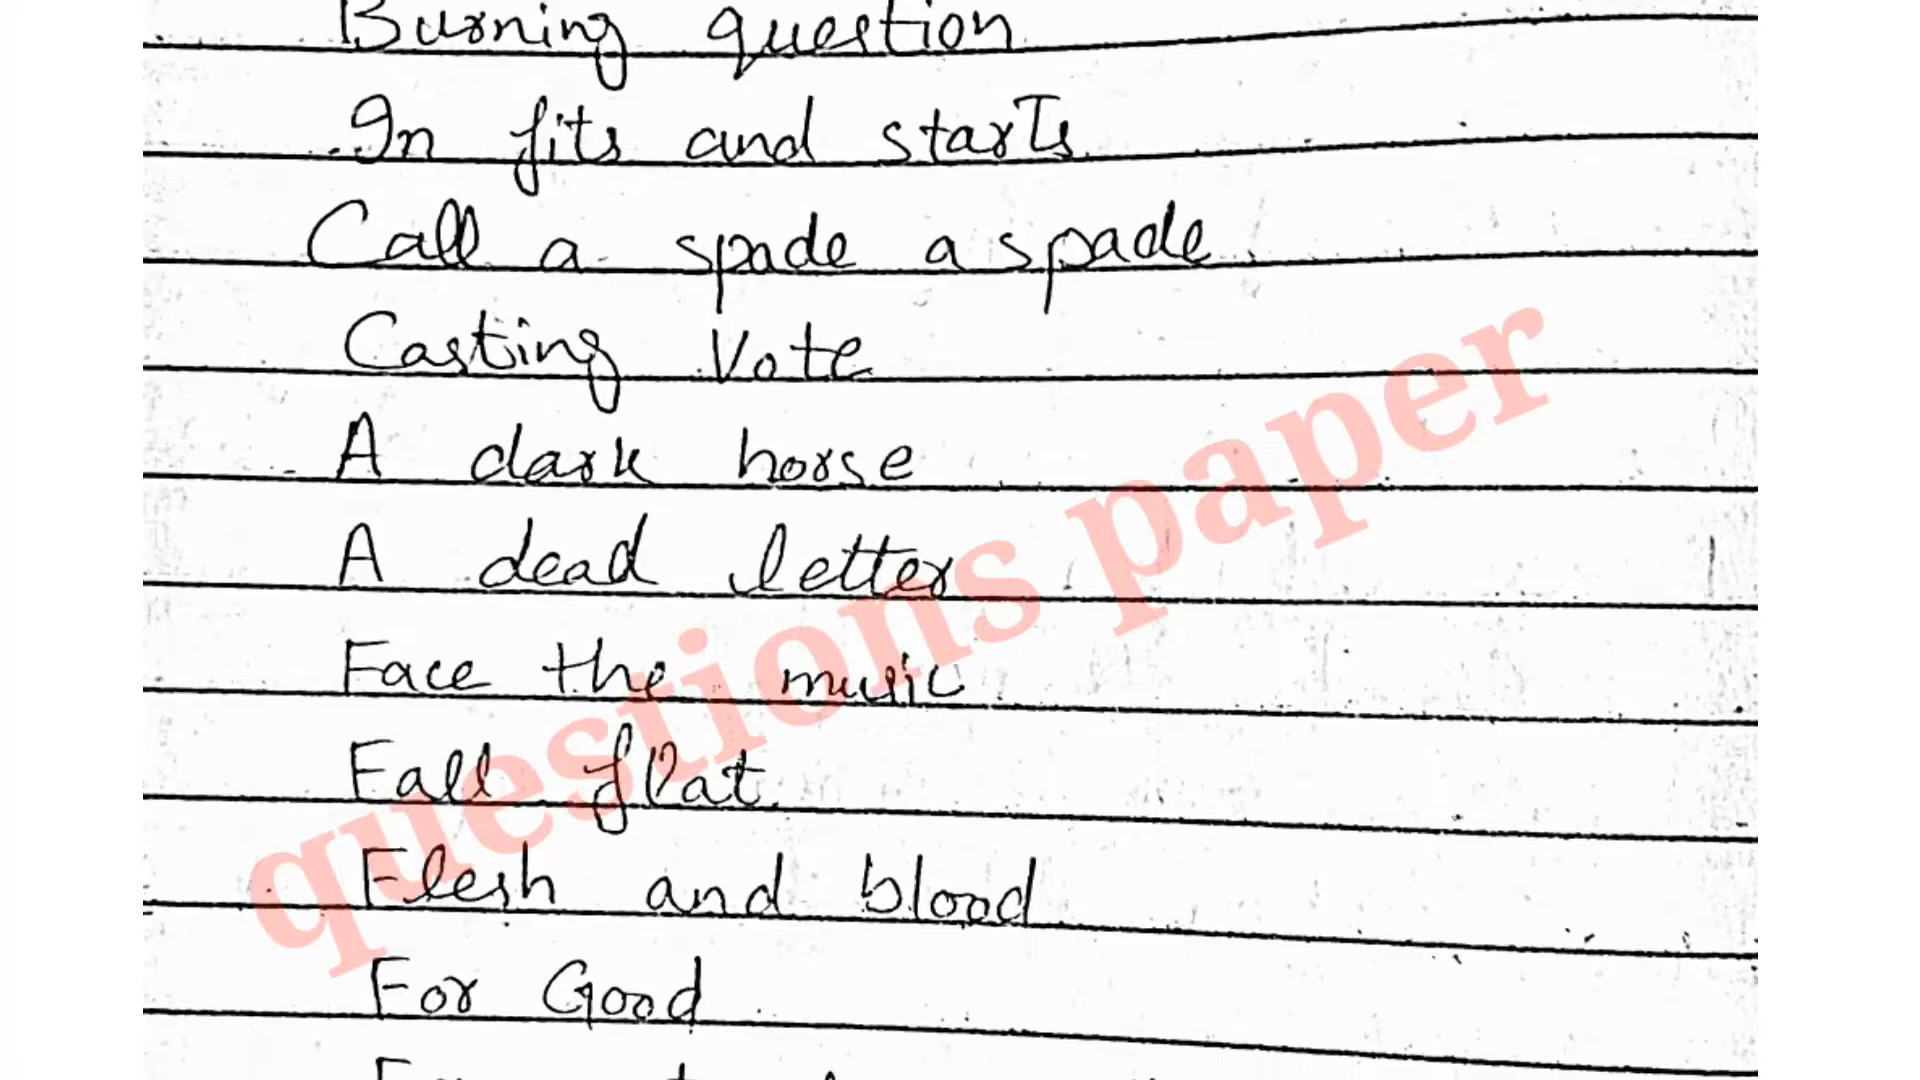 Burning question
In fits and starts
Call a spade a spade
Casting Vote
A dark horse
A dead letter
Face the music
Fall flat
Flesh and blood
For Good
questions paper